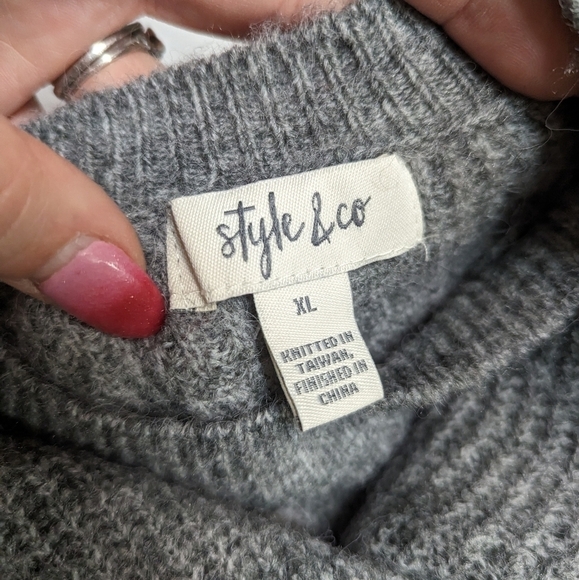 style & co
XL
KNITTED IN
TAIWAN,
FINISHED IN
CHINA